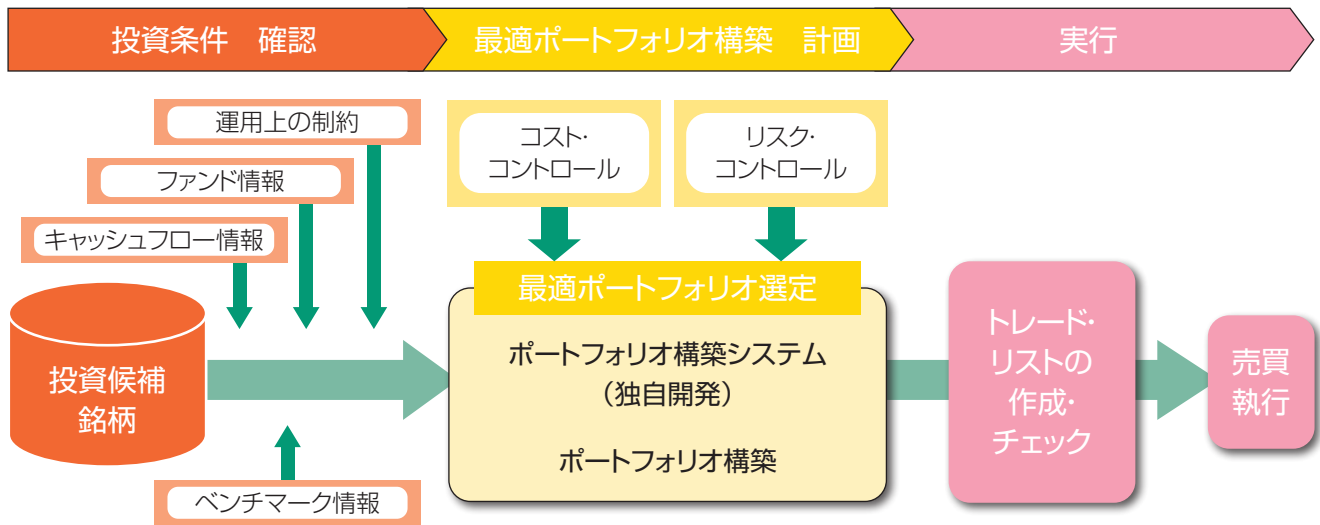 投資条件　確認
最適ポートフォリオ構築　計画
実行
運用上の制約
ファンド情報
キャッシュフロー情報
コスト・
コントロール
リスク・
コントロール
投資候補
銘柄
ベンチマーク情報
最適ポートフォリオ選定
ポートフォリオ構築システム
（独自開発）
ポートフォリオ構築
トレード・
リストの
作成・
チェック
売買
執行